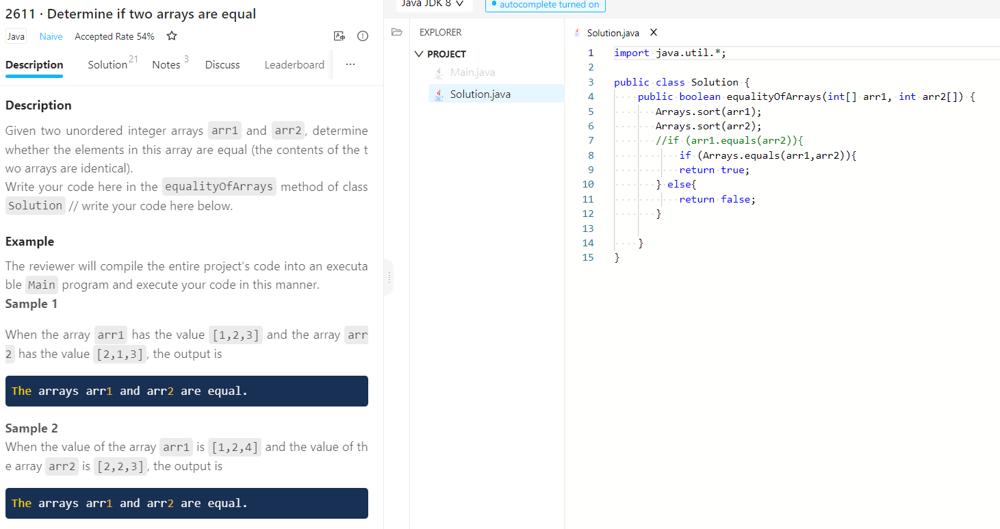 2611 · Determine if two arrays are equal
Java Naive Accepted Rate 54%
Description Solution 21 Notes 3 Discuss Leaderboard ...
Description
Given two unordered integer arrays arr1 and arr2, determine
whether the elements in this array are equal (the contents of the t
wo arrays are identical).
Write your code here in the equalityOfArrays method of class
Solution // write your code here below.
Example
The reviewer will compile the entire project's code into an executa
ble Main program and execute your code in this manner.
Sample 1
When the array arr1 has the value [1,2,3] and the array arr
2 has the value [2,1,3], the output is
The arrays arr1 and arr2 are equal.
Sample 2
When the value of the array arr1 is [1,2,4] and the value of th
e array arr2 is [2,2,3], the output is
The arrays arr1 and arr2 are equal.
Java JDK 8 autocomplete turned on
EXPLORER
PROJECT
Main.java
Solution.java
Solution.java X
1 import java.util.*;
2
3 public class Solution {
4 public boolean equalityOfArrays(int[] arr1, int arr2[]) {
5 Arrays.sort(arr1);
6 Arrays.sort(arr2);
7 //if (arr1.equals(arr2)){
8 if (Arrays.equals(arr1,arr2)){
9 return true;
10 } else{
11 return false;
12 }
13
14 }
15 }